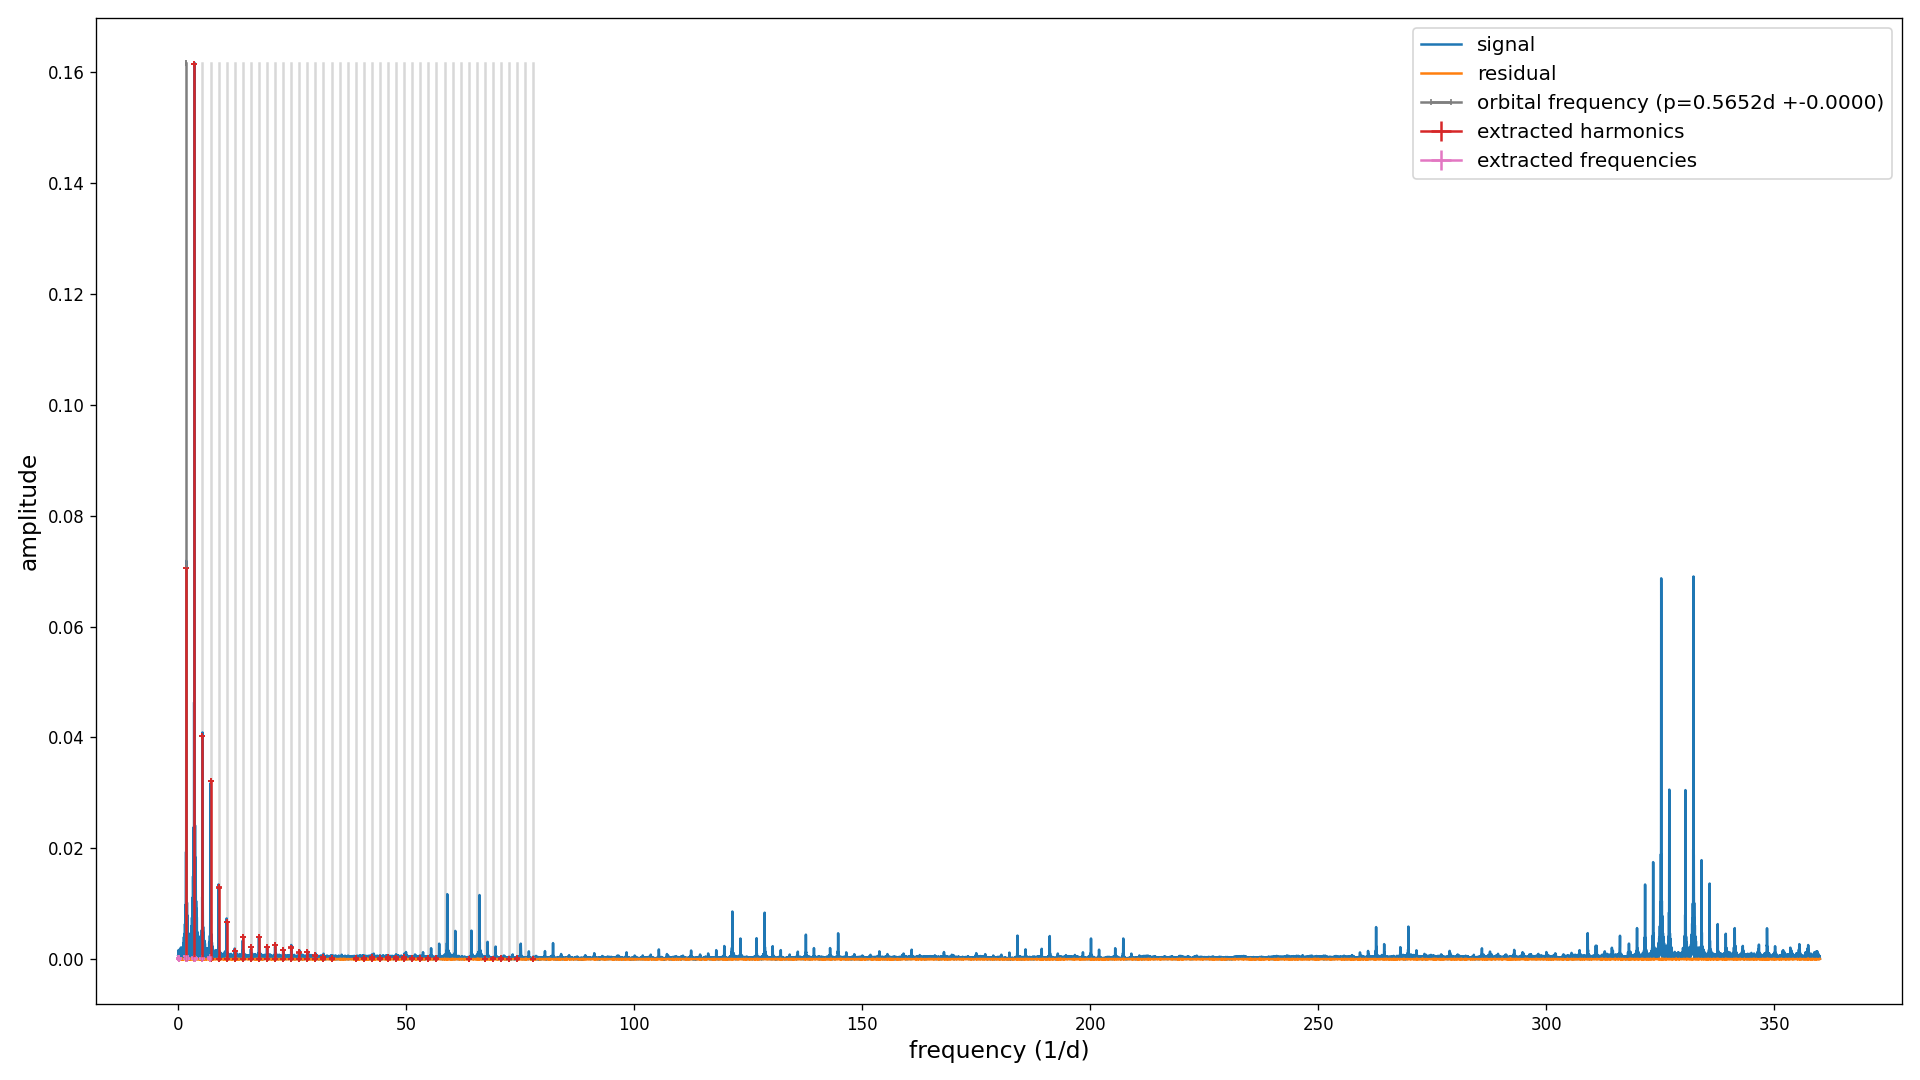 signal
residual
orbital frequency (p=0.5652d +-0.0000)
extracted harmonics
extracted frequencies
0.16
0.14
0.12
0.10
0.08
0.06
0.04
0.02
0.00
amplitude
0 50 100 150 200 250 300 350
frequency (1/d)